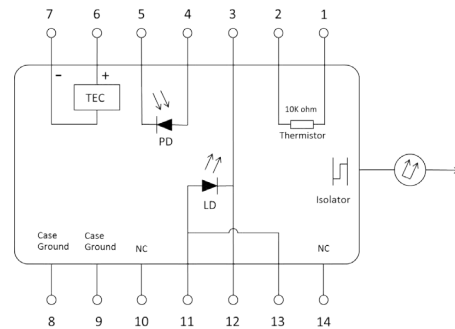 7 6 5 4 3 2 1
- +
TEC
PD
10K ohm
Thermistor
LD
Isolator
Case
Ground
Case
Ground
NC
NC
8 9 10 11 12 13 14